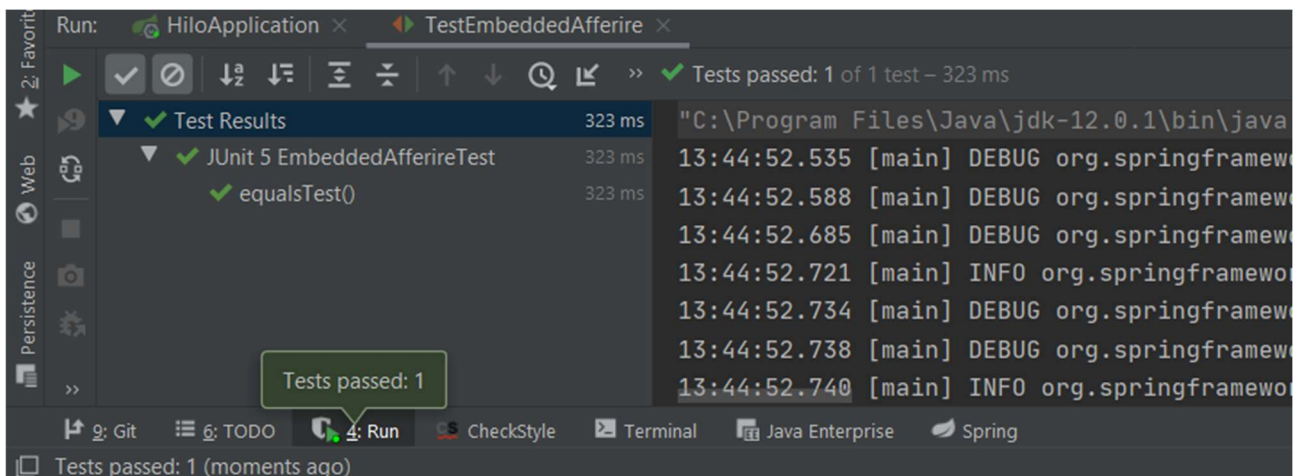 Run: HiloApplication × TestEmbeddedAfferire ×
2: Favorit
Web
Persistence
Tests passed: 1 of 1 test – 323 ms
Test Results 323 ms
JUnit 5 EmbeddedAfferireTest 323 ms
equalsTest() 323 ms
"C:\Program Files\Java\jdk-12.0.1\bin\java
13:44:52.535 [main] DEBUG org.springframew
13:44:52.588 [main] DEBUG org.springframew
13:44:52.685 [main] DEBUG org.springframew
13:44:52.721 [main] INFO org.springframewor
13:44:52.734 [main] DEBUG org.springframew
13:44:52.738 [main] DEBUG org.springframew
13:44:52.740 [main] INFO org.springframewor
Tests passed: 1
9: Git 6: TODO 4: Run CS CheckStyle Terminal Java Enterprise Spring
Tests passed: 1 (moments ago)